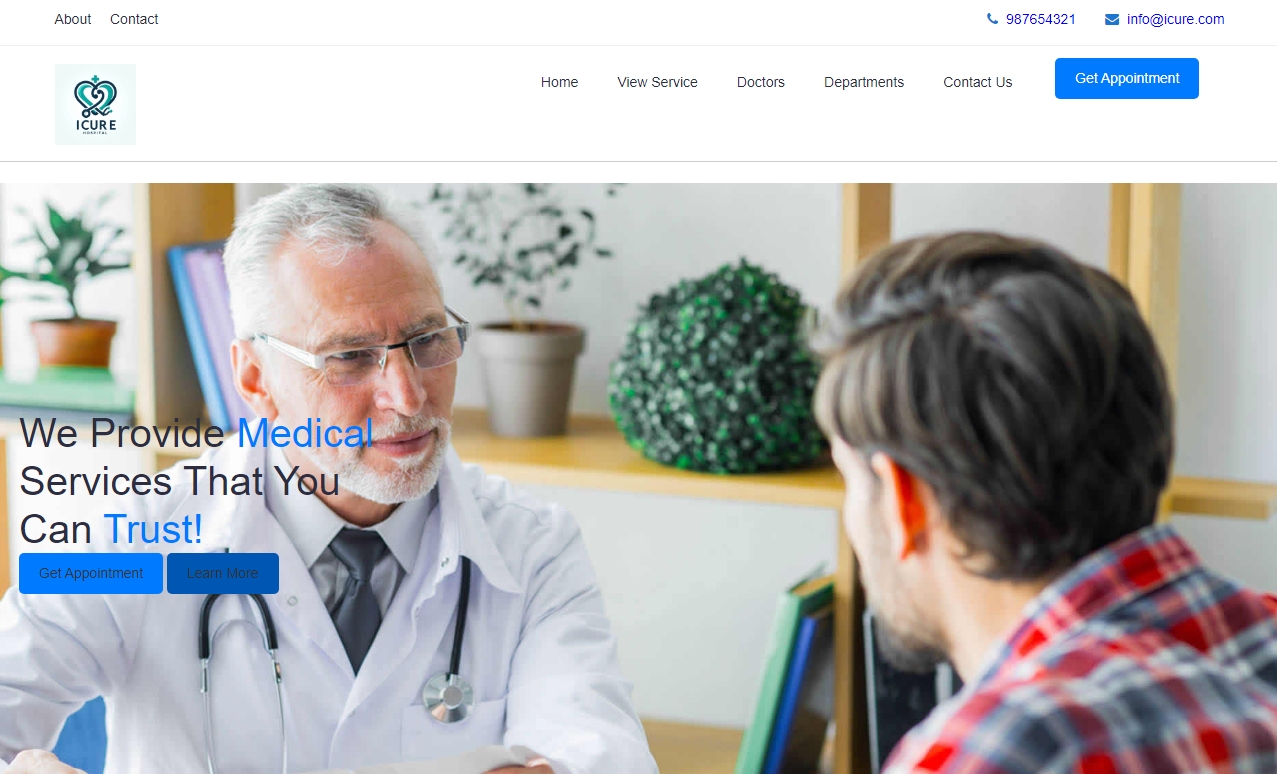 About Contact 987654321 info@icure.com
Home View Service Doctors Departments Contact Us Get Appointment
ICURE
HOSPITAL
We Provide Medical
Services That You
Can Trust!
Get Appointment Learn More